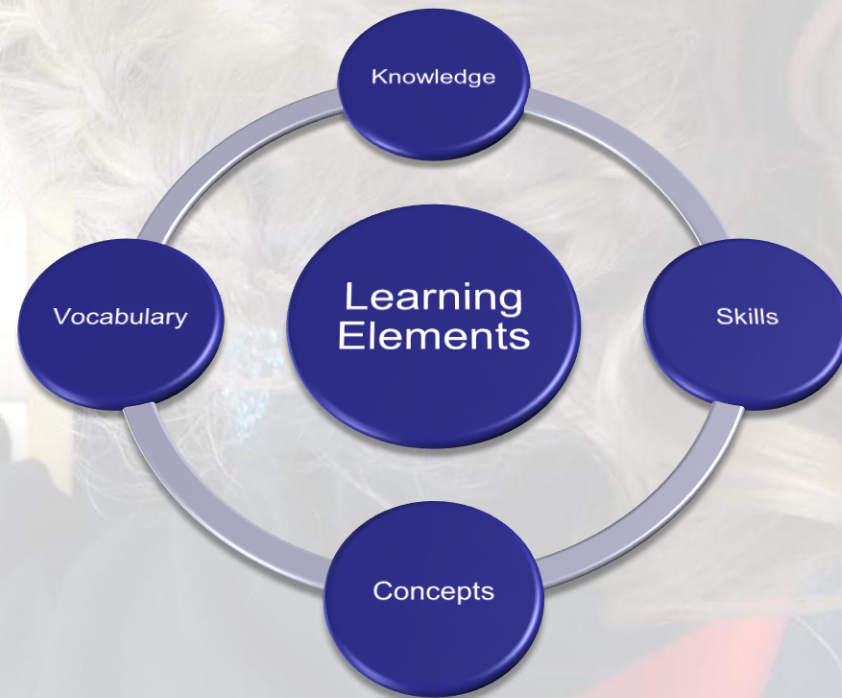 Knowledge
Vocabulary
Learning
Elements
Skills
Concepts